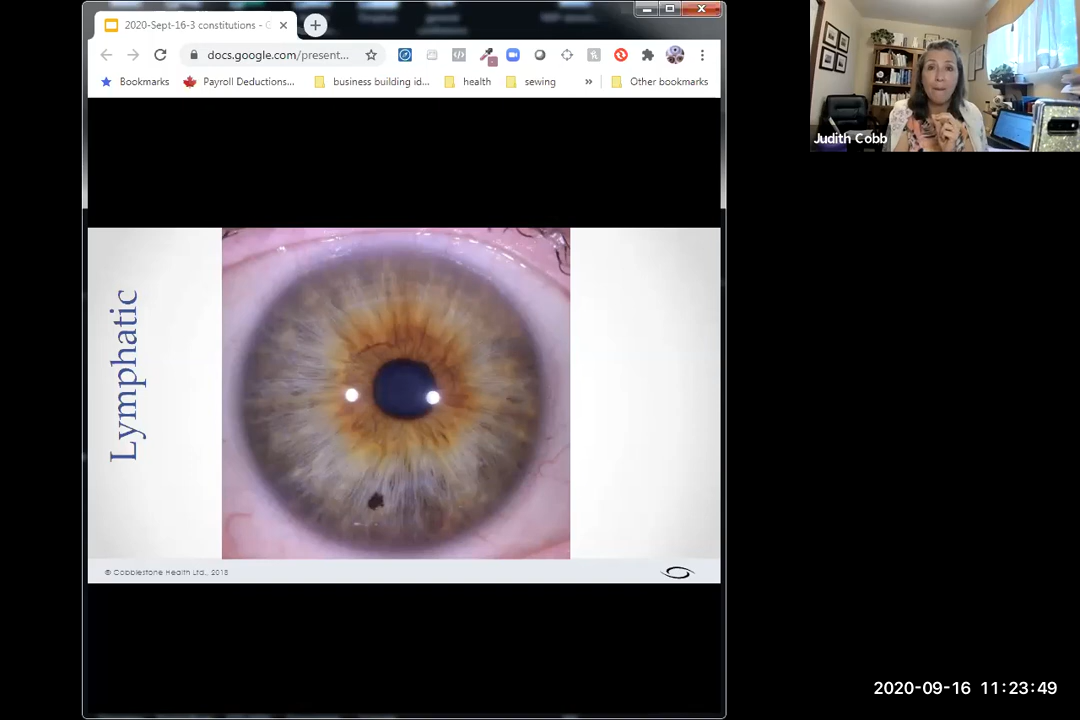 2020-Sept-16-3 constitutions - G
docs.google.com/present...
Bookmarks
Payroll Deductions...
business building id...
health
sewing
»
Other bookmarks
Judith Cobb
Lymphatic
© Cobblestone Health Ltd., 2018
2020-09-16 11:23:49